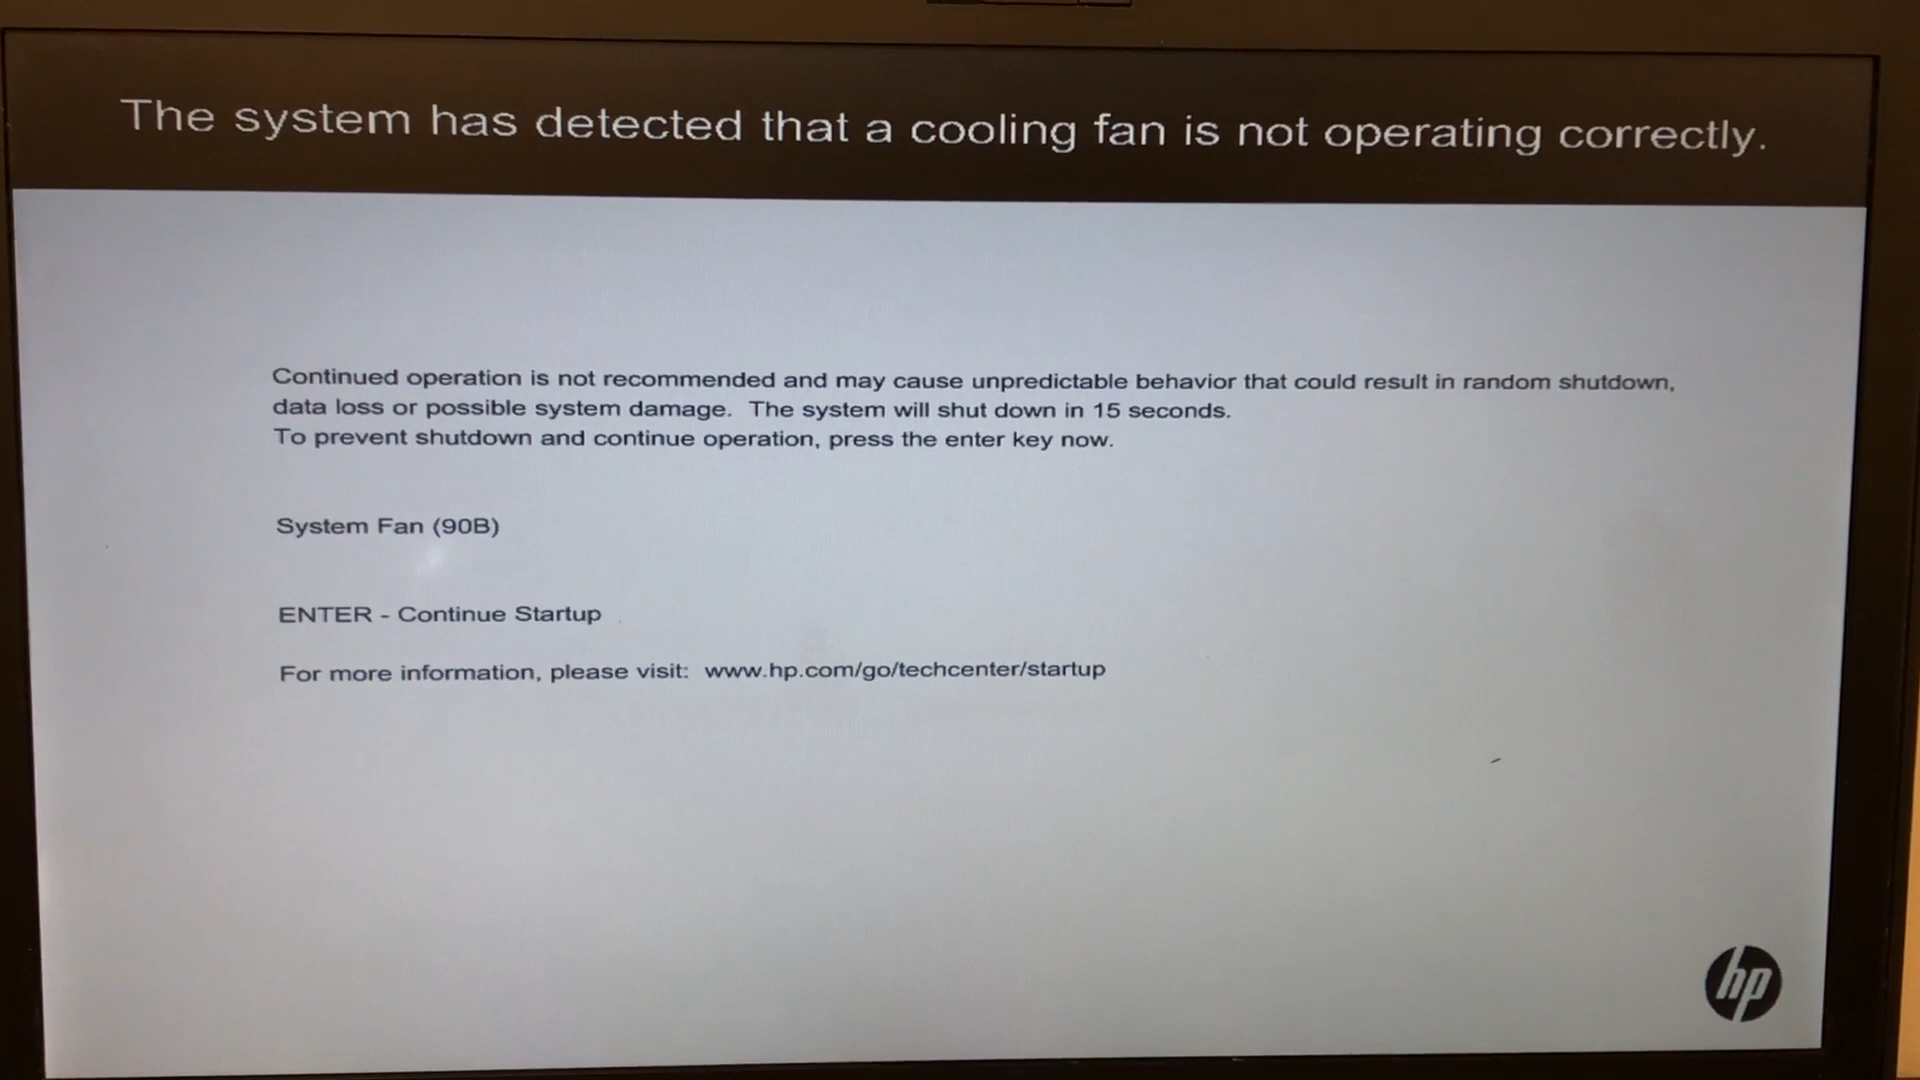 The system has detected that a cooling fan is not operating correctly.
Continued operation is not recommended and may cause unpredictable behavior that could result in random shutdown,
data loss or possible system damage. The system will shut down in 15 seconds.
To prevent shutdown and continue operation, press the enter key now.
System Fan (90B)
ENTER - Continue Startup
For more information, please visit: www.hp.com/go/techcenter/startup
hp